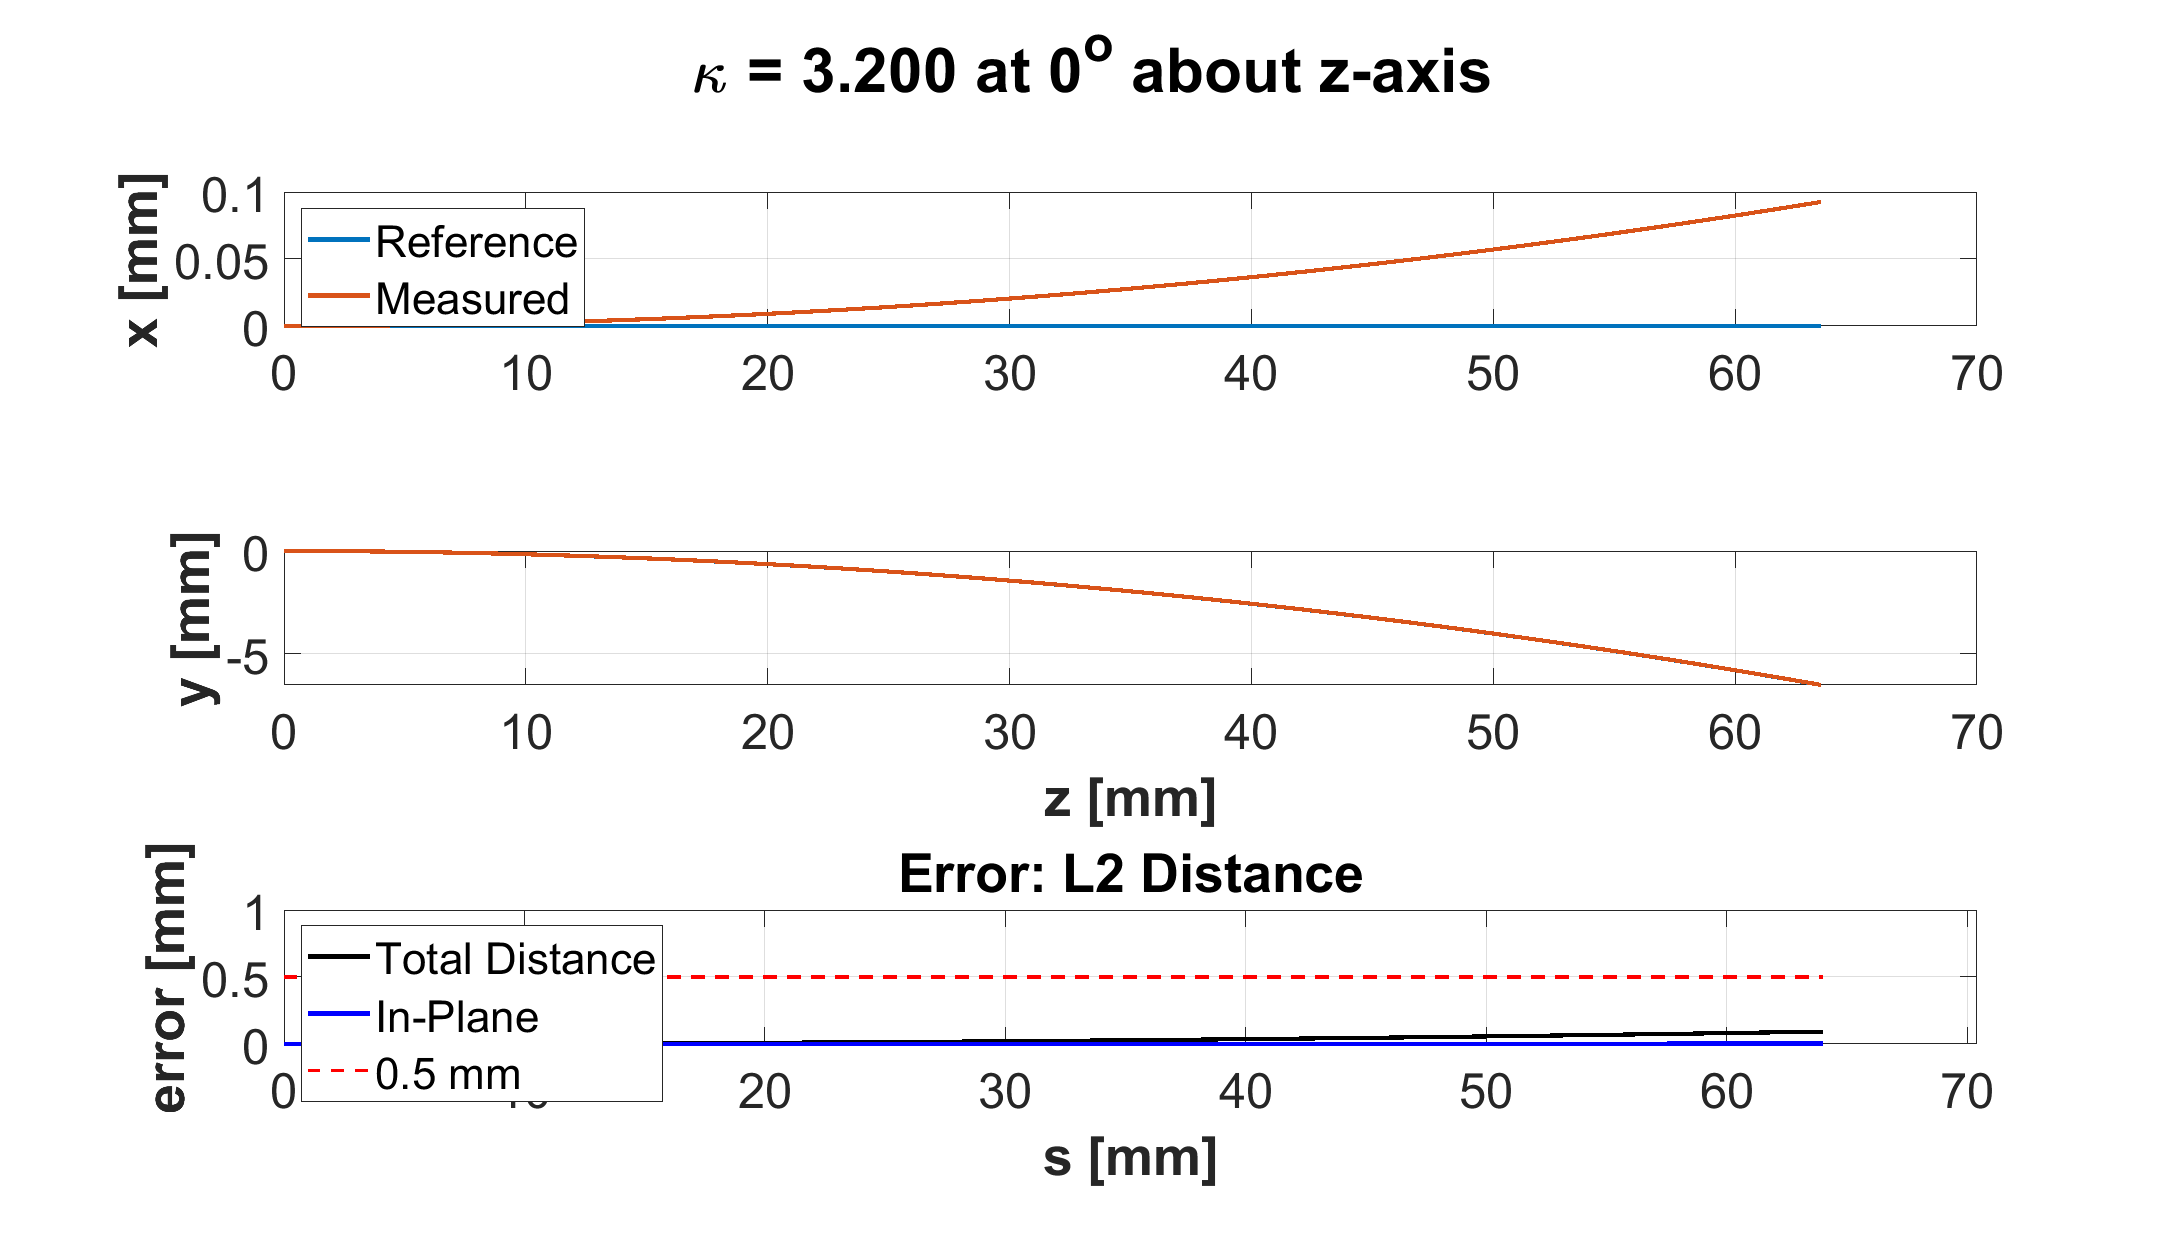 κ = 3.200 at 0° about z-axis
x [mm]
0.1
0.05
0
Reference
Measured
0 10 20 30 40 50 60 70
y [mm]
0
-5
0 10 20 30 40 50 60 70
z [mm]
Error: L2 Distance
error [mm]
1
0.5
0
Total Distance
In-Plane
0.5 mm
0 20 30 40 50 60 70
s [mm]